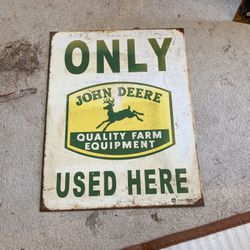 ONLY
JOHN DEERE
QUALITY FARM
EQUIPMENT
USED HERE